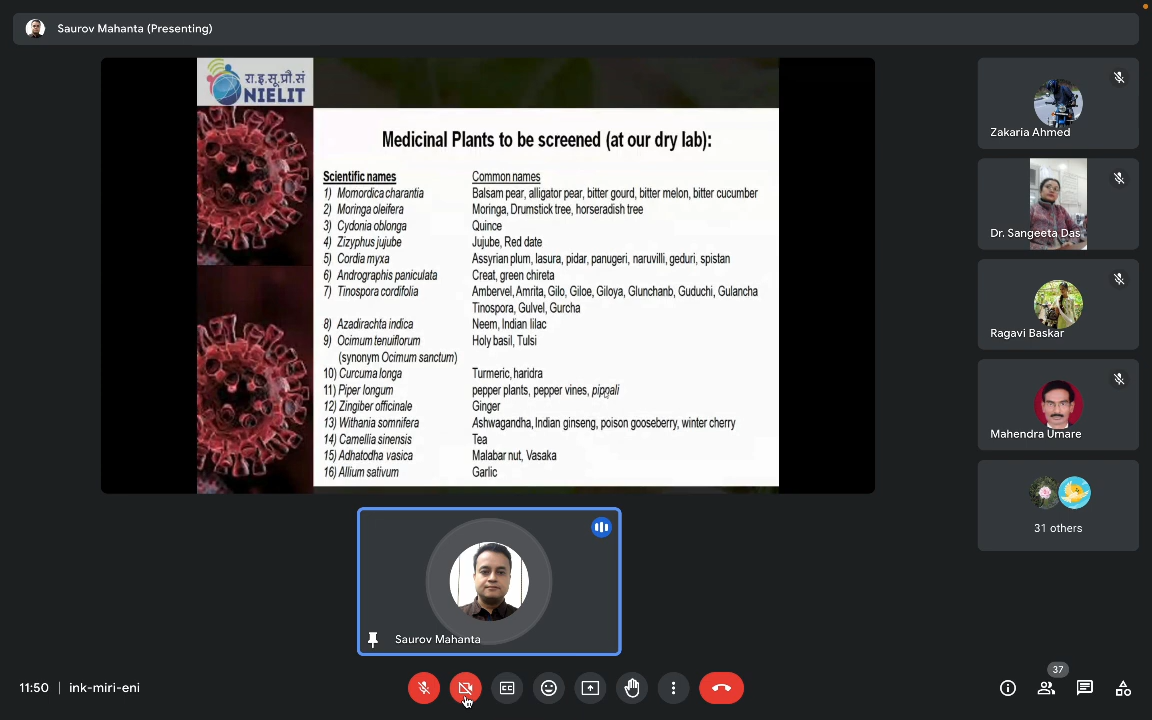 Saurov Mahanta (Presenting)
रा.इ.सू.प्रौ.सं
NIELIT
Medicinal Plants to be screened (at our dry lab):
Scientific names Common names
1) Momordica charantia Balsam pear, alligator pear, bitter gourd, bitter melon, bitter cucumber
2) Moringa oleifera Moringa, Drumstick tree, horseradish tree
3) Cydonia oblonga Quince
4) Zizyphus jujube Jujube, Red date
5) Cordia myxa Assyrian plum, lasura, pidar, panugeri, naruvilli, geduri, spistan
6) Andrographis paniculata Creat, green chireta
7) Tinospora cordifolia Ambervel, Amrita, Gilo, Giloe, Giloya, Glunchanb, Guduchi, Gulancha
Tinospora, Gulvel, Gurcha
8) Azadirachta indica Neem, Indian lilac
9) Ocimum tenuiflorum Holy basil, Tulsi
(synonym Ocimum sanctum)
10) Curcuma longa Turmeric, haridra
11) Piper longum pepper plants, pepper vines, pippali
12) Zingiber officinale Ginger
13) Withania somnifera Ashwagandha, Indian ginseng, poison gooseberry, winter cherry
14) Camellia sinensis Tea
15) Adhatodha vasica Malabar nut, Vasaka
16) Allium sativum Garlic
Zakaria Ahmed
Dr. Sangeeta Das
Ragavi Baskar
Mahendra Umare
31 others
Saurov Mahanta
11:50 | ink-miri-eni
CC
37